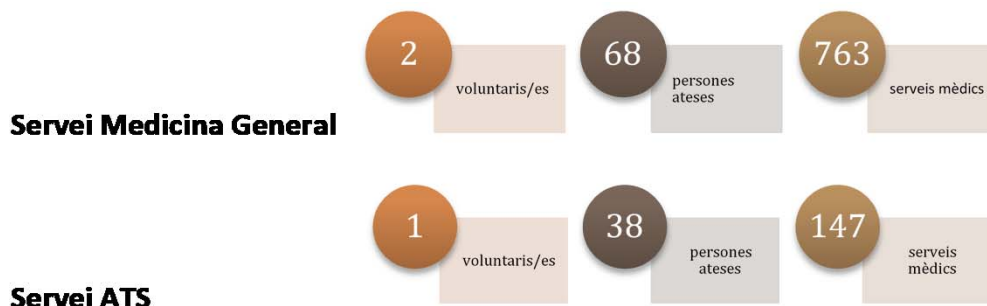 2
voluntaris/es
68
persones
ateses
763
serveis mèdics
Servei Medicina General
1
voluntaris/es
38
persones
ateses
147
serveis
mèdics
Servei ATS